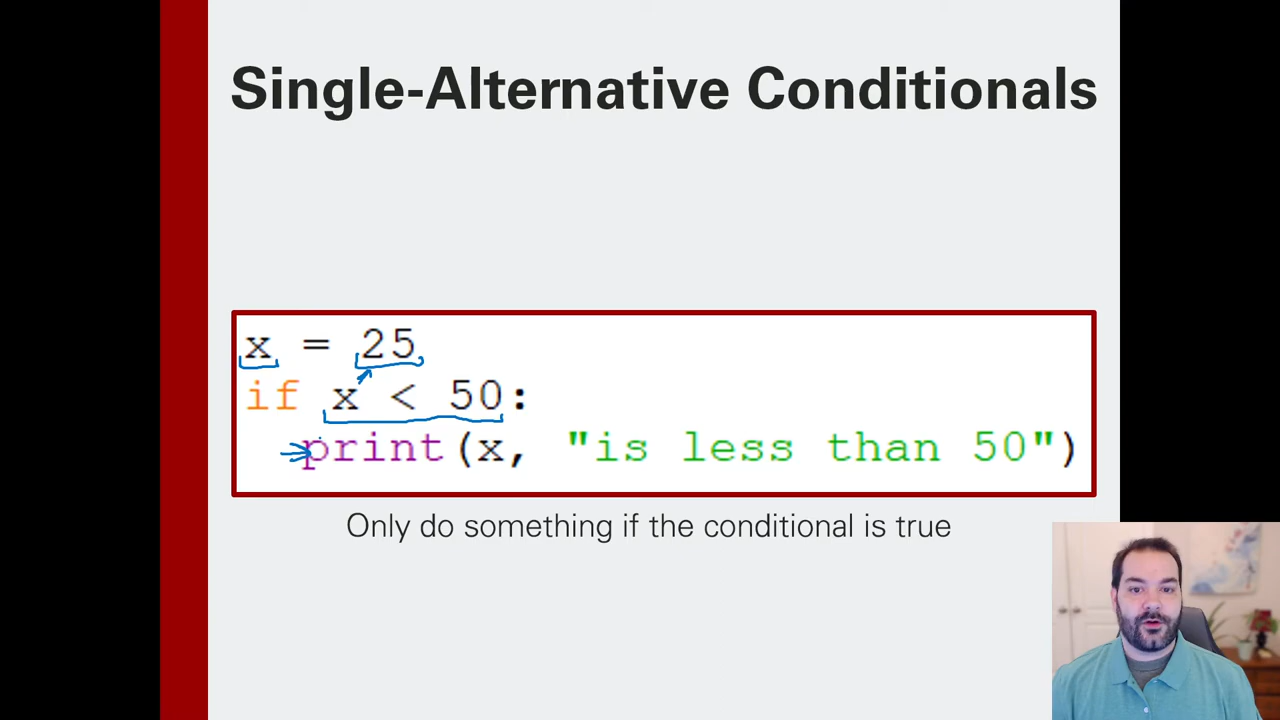 Single-Alternative Conditionals
x = 25
if x < 50:
  print(x, "is less than 50")
Only do something if the conditional is true